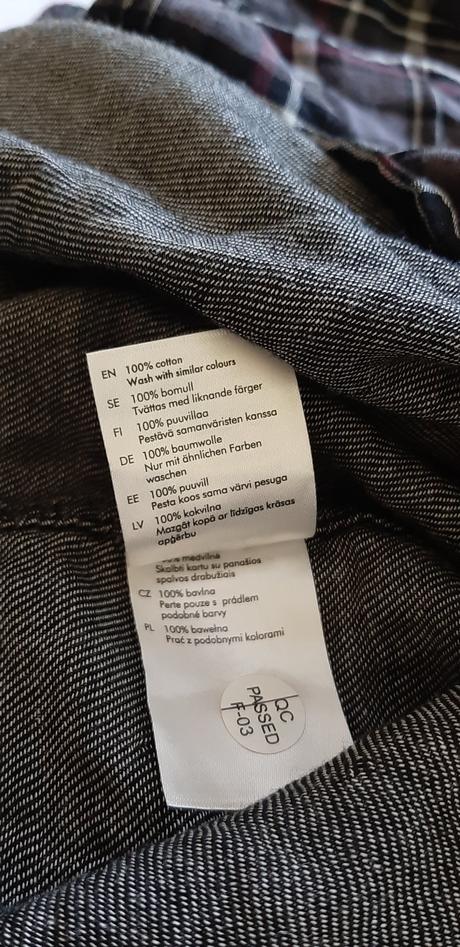 EN 100% cotton
Wash with similar colours
SE 100% bomull
Tvättas med liknande färger
FI 100% puuvillaa
Pestävä samanväristen kanssa
DE 100% baumwolle
Nur mit ähnlichen Farben
waschen
EE 100% puuvill
Pesta koos sama värvi pesuga
LV 100% kokvilna
Mazgāt kopā ar līdzīgas krāsas
apģērbu
medvilnė
Skalbti kartu su panašios
spalvos drabužiais
CZ 100% bavlna
Perte pouze s prádlem
podobné barvy
PL 100% bawełna
Prać z podobnymi kolorami
QC
PASSED
F-03